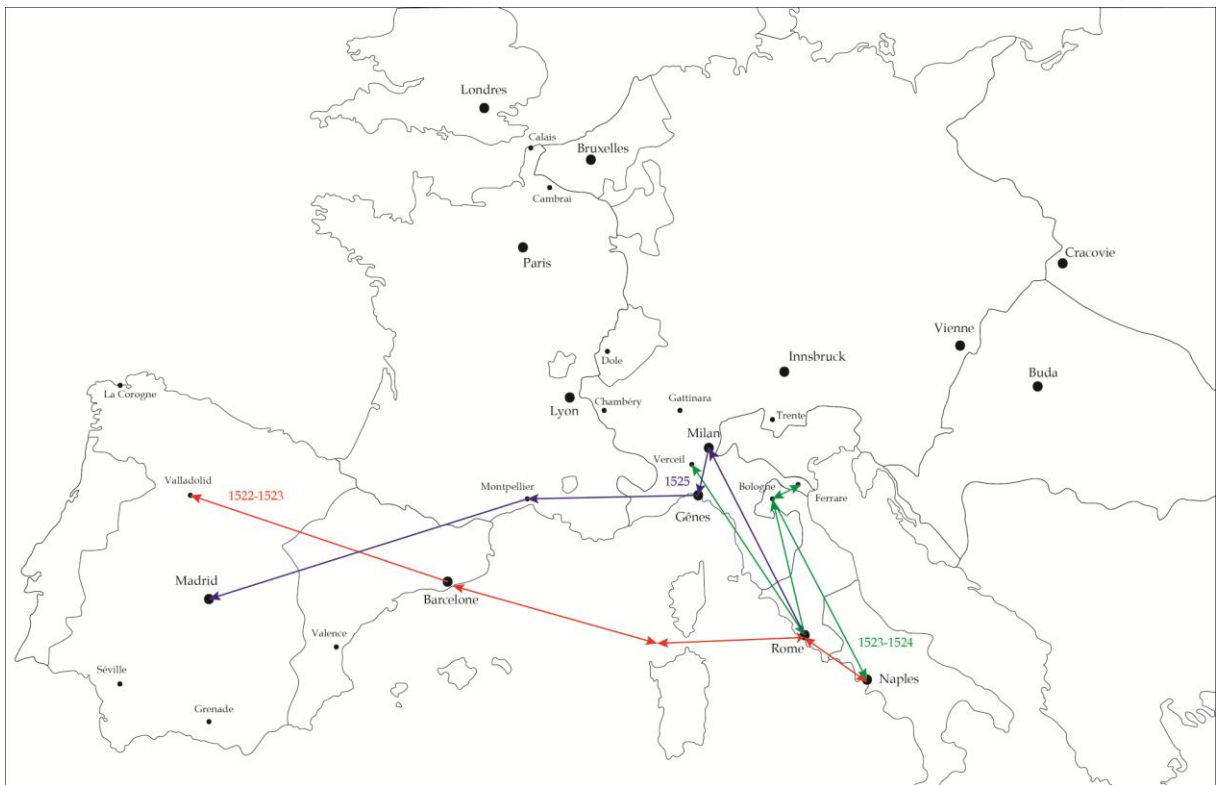 Londres
Calais
Bruxelles
Cambrai
Paris
Cracovie
Vienne
Dole
Innsbruck
Buda
La Corogne
Lyon
Chambéry
Gattinara
Trente
Milan
Verceil
Valladolid
1522-1523
Montpellier
1525
Bologne
Ferrare
Gênes
Madrid
Barcelone
Valence
Rome
1523-1524
Séville
Naples
Grenade